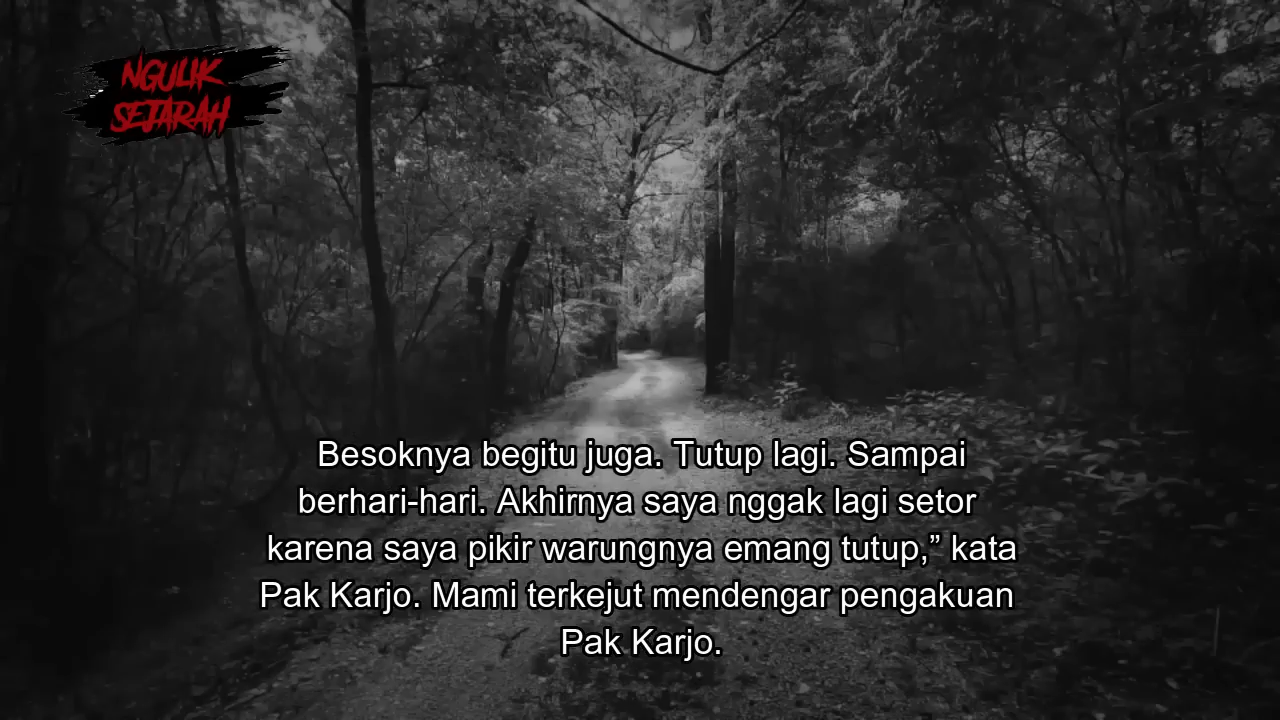 NGULIK
SEJARAH
Besoknya begitu juga. Tutup lagi. Sampai
berhari-hari. Akhirnya saya nggak lagi setor
karena saya pikir warungnya emang tutup,” kata
Pak Karjo. Mami terkejut mendengar pengakuan
Pak Karjo.